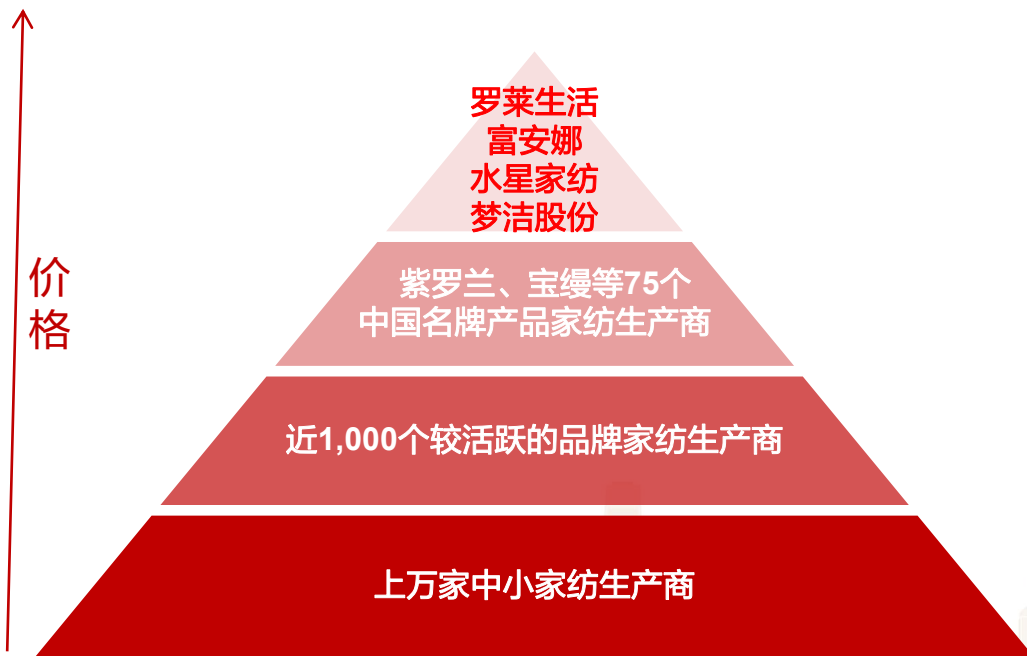 罗莱生活
富安娜
水星家纺
梦洁股份
价格
紫罗兰、宝缦等75个
中国名牌产品家纺生产商
近1,000个较活跃的品牌家纺生产商
上万家中小家纺生产商